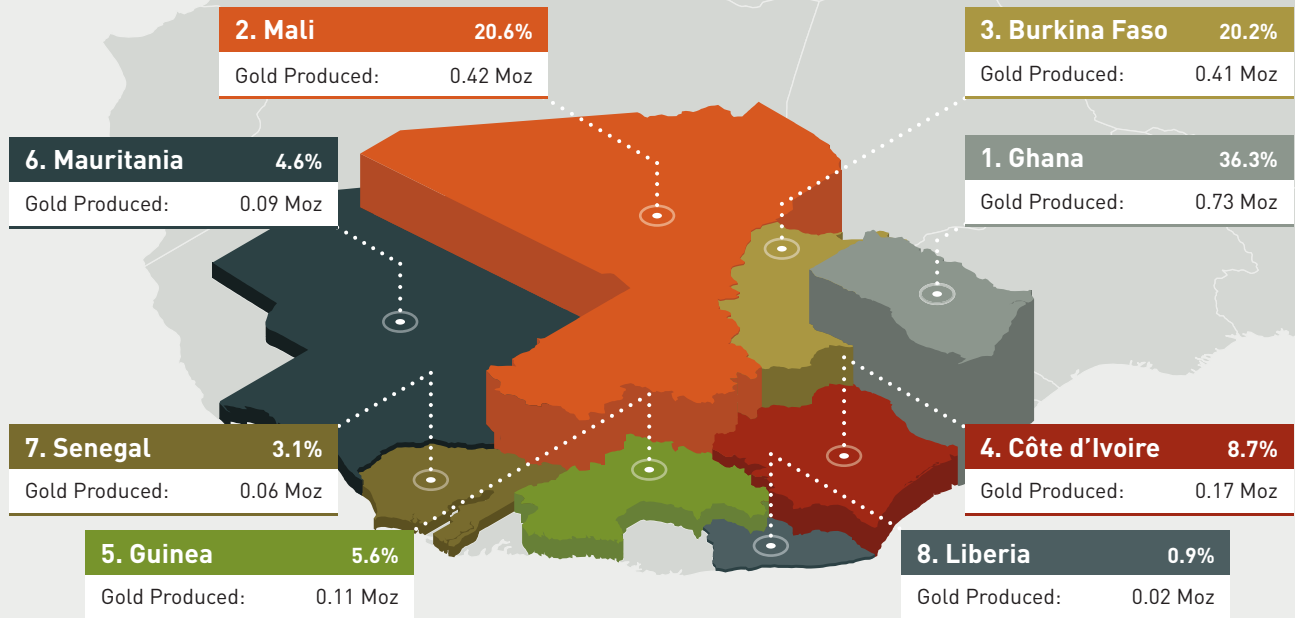 2. Mali 20.6%
Gold Produced: 0.42 Moz
3. Burkina Faso 20.2%
Gold Produced: 0.41 Moz
6. Mauritania 4.6%
Gold Produced: 0.09 Moz
1. Ghana 36.3%
Gold Produced: 0.73 Moz
7. Senegal 3.1%
Gold Produced: 0.06 Moz
4. Côte d’Ivoire 8.7%
Gold Produced: 0.17 Moz
5. Guinea 5.6%
Gold Produced: 0.11 Moz
8. Liberia 0.9%
Gold Produced: 0.02 Moz